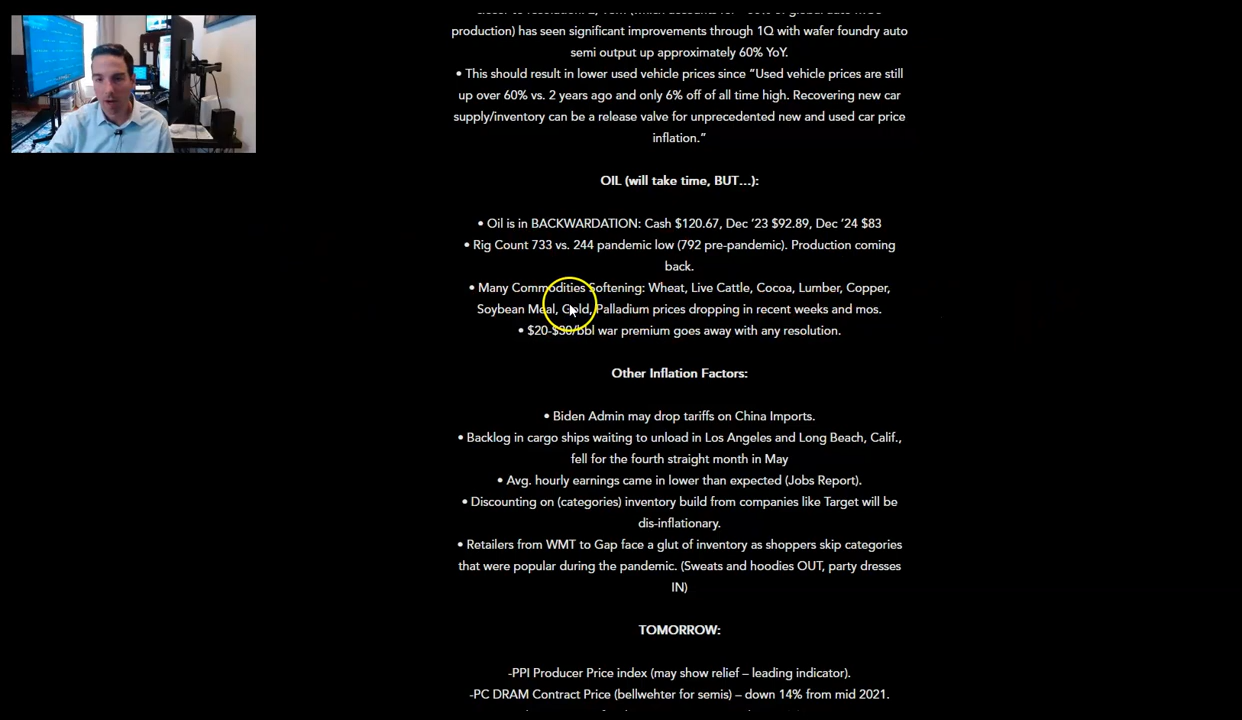 production) has seen significant improvements through 1Q with wafer foundry auto
semi output up approximately 60% YoY.
• This should result in lower used vehicle prices since “Used vehicle prices are still
up over 60% vs. 2 years ago and only 6% off of all time high. Recovering new car
supply/inventory can be a release valve for unprecedented new and used car price
inflation.”
OIL (will take time, BUT…):
• Oil is in BACKWARDATION: Cash $120.67, Dec ’23 $92.89, Dec ’24 $83
• Rig Count 733 vs. 244 pandemic low (792 pre-pandemic). Production coming
back.
• Many Commodities Softening: Wheat, Live Cattle, Cocoa, Lumber, Copper,
Soybean Meal, Gold, Palladium prices dropping in recent weeks and mos.
• $20-$30/bbl war premium goes away with any resolution.
Other Inflation Factors:
• Biden Admin may drop tariffs on China Imports.
• Backlog in cargo ships waiting to unload in Los Angeles and Long Beach, Calif.,
fell for the fourth straight month in May
• Avg. hourly earnings came in lower than expected (Jobs Report).
• Discounting on (categories) inventory build from companies like Target will be
dis-inflationary.
• Retailers from WMT to Gap face a glut of inventory as shoppers skip categories
that were popular during the pandemic. (Sweats and hoodies OUT, party dresses
IN)
TOMORROW:
-PPI Producer Price index (may show relief – leading indicator).
-PC DRAM Contract Price (bellwehter for semis) – down 14% from mid 2021.